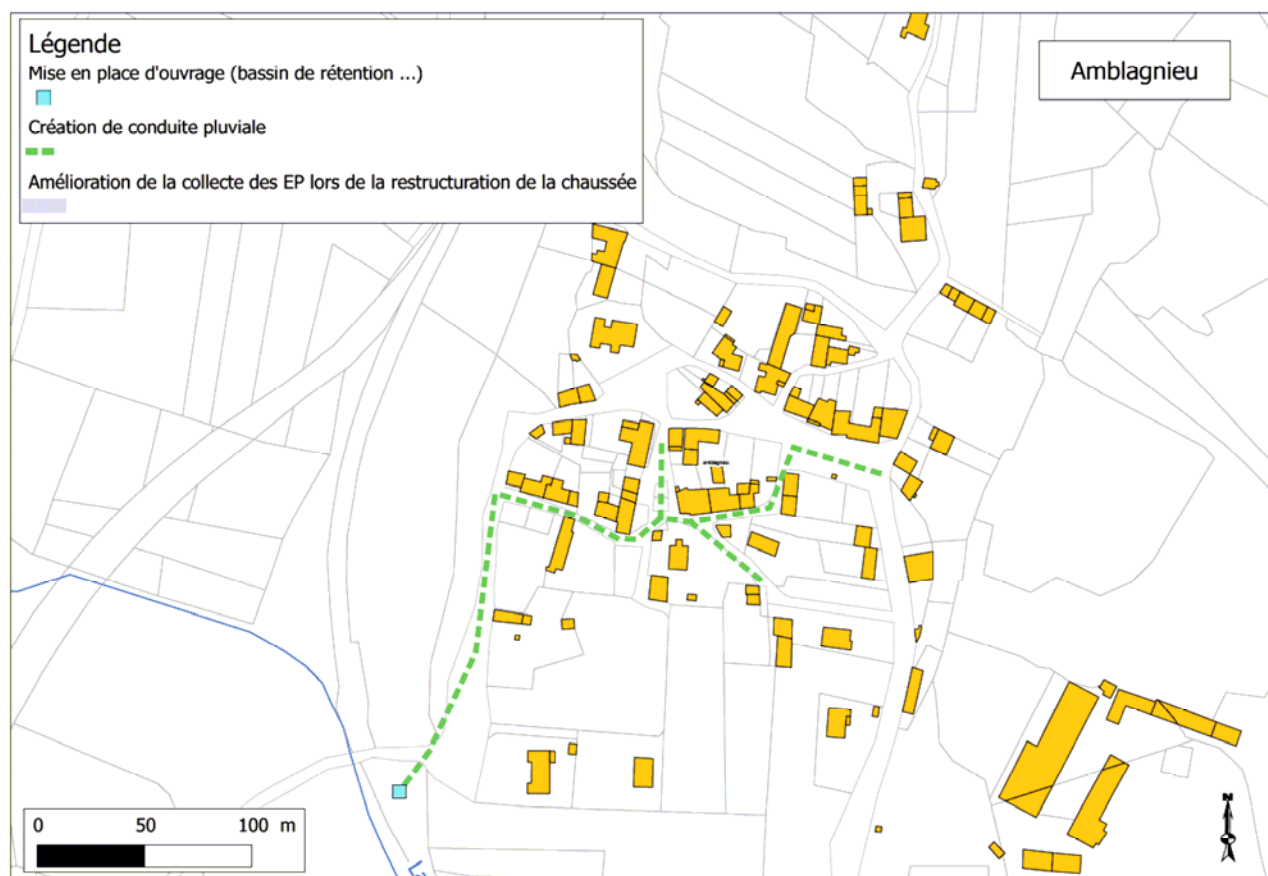 Légende
Mise en place d'ouvrage (bassin de rétention ...)
Création de conduite pluviale
Amélioration de la collecte des EP lors de la restructuration de la chaussée
Amblagnieu
amblagnieu
0 50 100 m
N